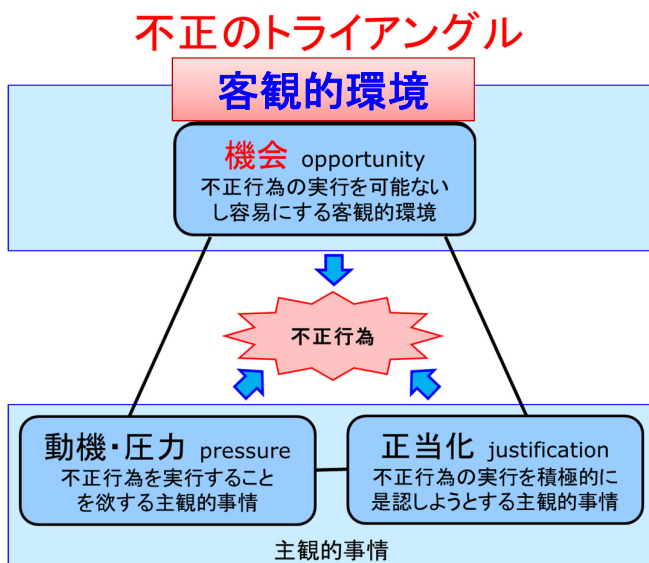 不正のトライアングル
客観的環境
機会 opportunity
不正行為の実行を可能ない
し容易にする客観的環境
不正行為
動機・圧力 pressure
不正行為を実行すること
を欲する主観的事情
正当化 justification
不正行為の実行を積極的に
是認しようとする主観的事情
主観的事情